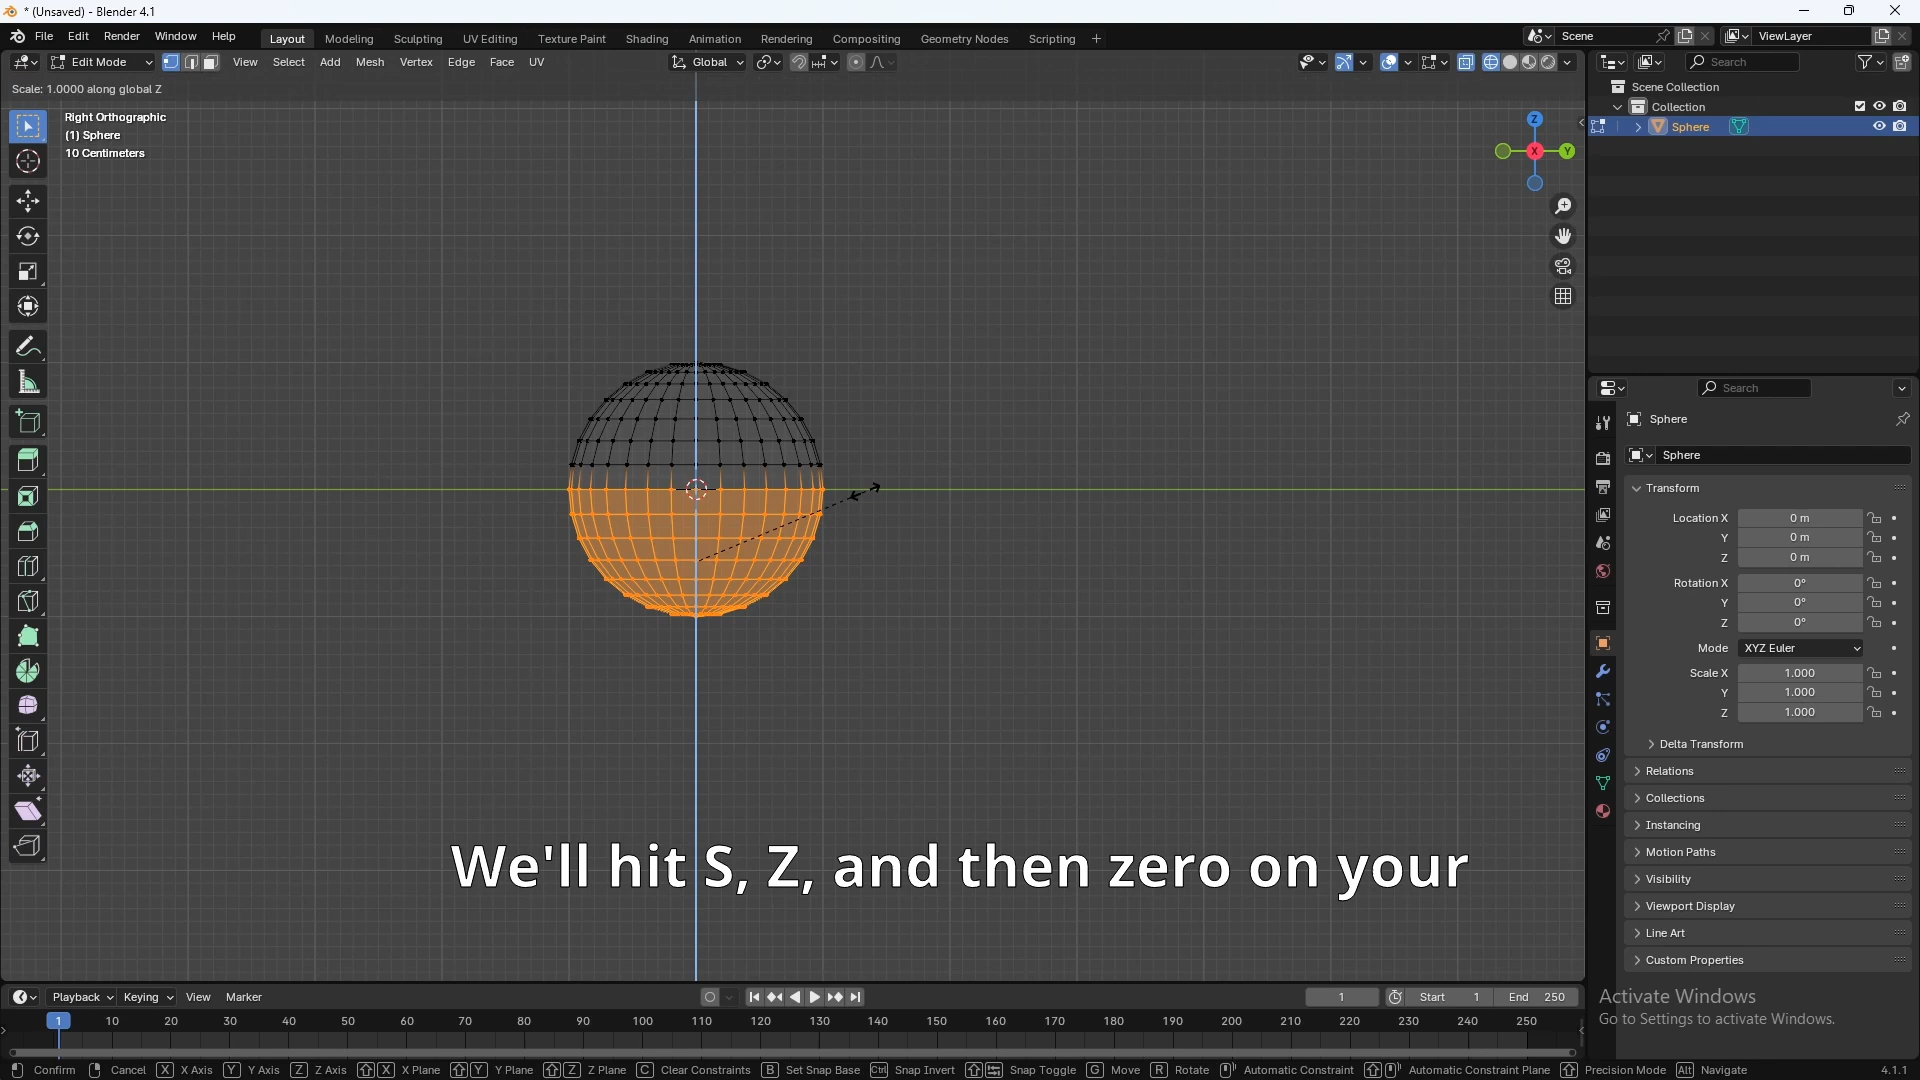 * (Unsaved) - Blender 4.1
File Edit Render Window Help Layout Modeling Sculpting UV Editing Texture Paint Shading Animation Rendering Compositing Geometry Nodes Scripting + Scene ViewLayer
Edit Mode View Select Add Mesh Vertex Edge Face UV Global Search
Scale: 1.0000 along global Z
Right Orthographic
(1) Sphere
10 Centimeters
Z
X
Y
Scene Collection
Collection
Sphere
Search
Sphere
Sphere
Transform
Location X 0 m
Y 0 m
Z 0 m
Rotation X 0°
Y 0°
Z 0°
Mode XYZ Euler
Scale X 1.000
Y 1.000
Z 1.000
Delta Transform
Relations
Collections
Instancing
Motion Paths
Visibility
Viewport Display
Line Art
Custom Properties
We'll hit S, Z, and then zero on your
Activate Windows
Go to Settings to activate Windows.
Playback Keying View Marker 1 Start 1 End 250
1 10 20 30 40 50 60 70 80 90 100 110 120 130 140 150 160 170 180 190 200 210 220 230 240 250
Confirm Cancel X X Axis Y Y Axis Z Z Axis X X Plane Y Y Plane Z Z Plane C Clear Constraints B Set Snap Base Ctrl Snap Invert Snap Toggle G Move R Rotate Automatic Constraint Automatic Constraint Plane Precision Mode Alt Navigate 4.1.1